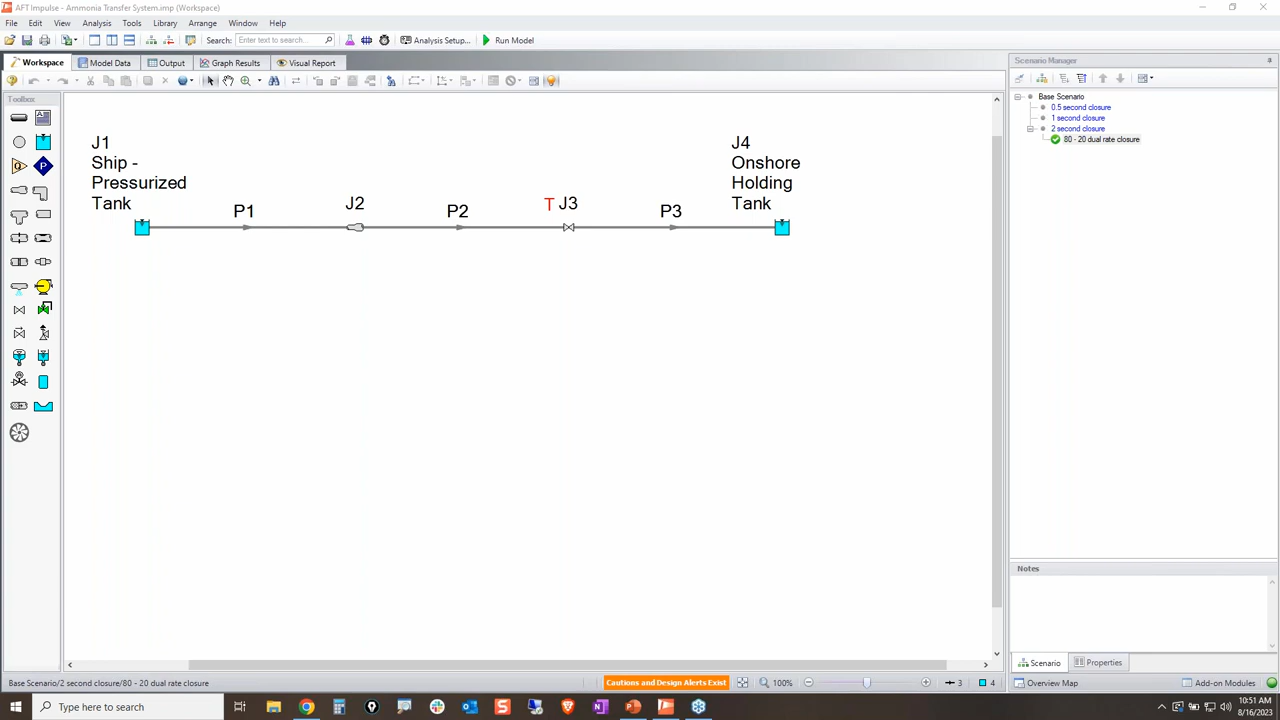 AFT Impulse - Ammonia Transfer System.imp (Workspace)
File Edit View Analysis Tools Library Arrange Window Help
Search: Enter text to search... Analysis Setup... Run Model
Workspace Model Data Output Graph Results Visual Report
Scenario Manager
Toolbox
Base Scenario
0.5 second closure
1 second closure
2 second closure
80 - 20 dual rate closure
J1
Ship -
Pressurized
Tank
P1
J2
P2
T J3
P3
J4
Onshore
Holding
Tank
Notes
Scenario Properties
Base Scenario/2 second closure/80 - 20 dual rate closure
Cautions and Design Alerts Exist
100%
3
4
Overview Map
Add-on Modules
Type here to search
10:51 AM
8/16/2023